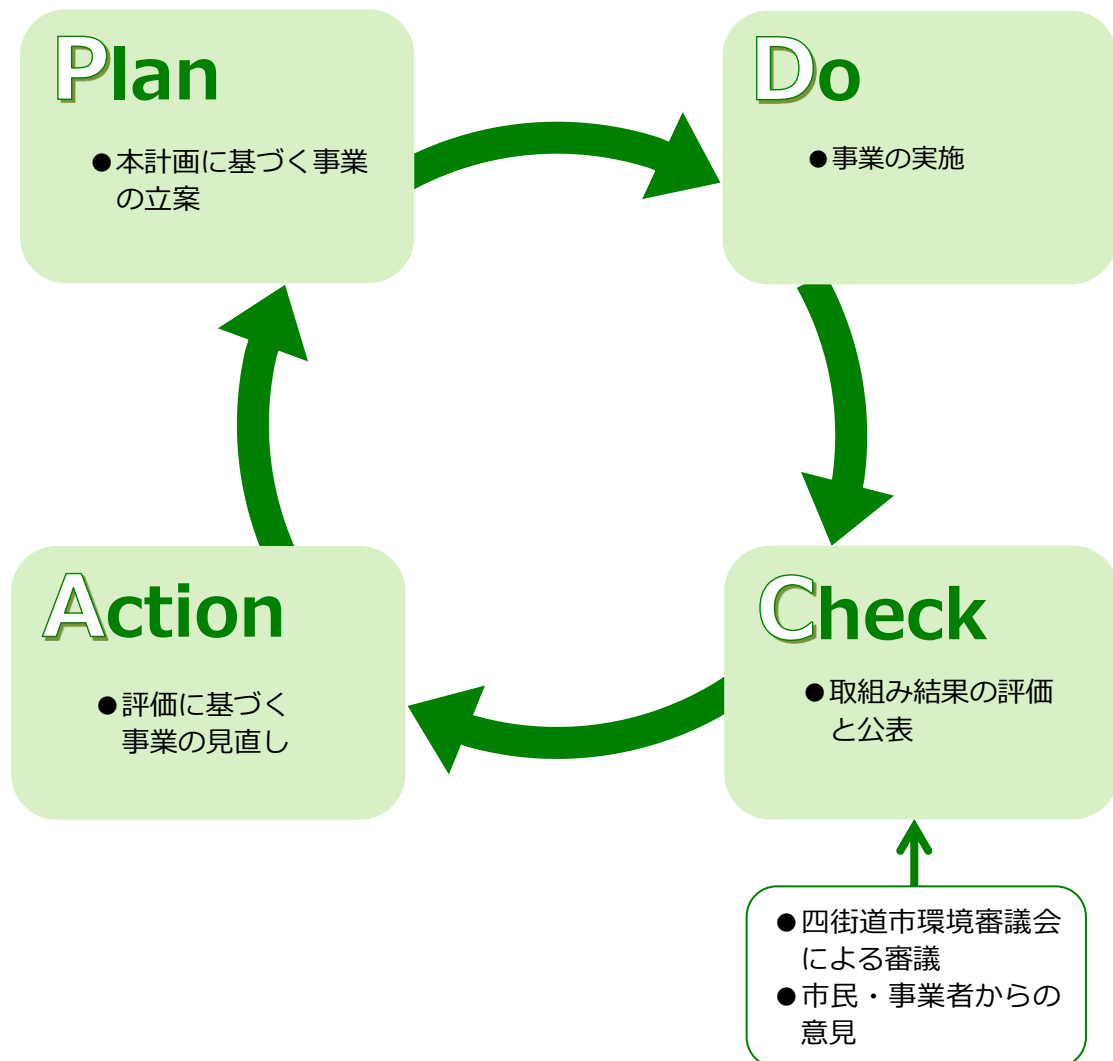 Plan
●本計画に基づく事業
の立案
Do
●事業の実施
Action
●評価に基づく
事業の見直し
Check
●取組み結果の評価
と公表
●四街道市環境審議会
による審議
●市民・事業者からの
意見